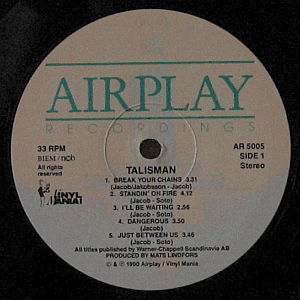 AIRPLAY
RECORDINGS
33 RPM
BIEM / n©b
All rights
reserved
VINYL
MANIA!
AR 5005
SIDE 1
Stereo
TALISMAN
1. BREAK YOUR CHAINS 3.31
(Jacob/Jakobsson - Jacob)
2. STANDIN' ON FIRE 4.12
(Jacob - Soto)
3. I'LL BE WAITING 2.56
(Jacob - Soto)
4. DANGEROUS 3.50
(Jacob)
5. JUST BETWEEN US 3.46
(Jacob - Soto)
All titles published by Warner-Chappell Scandinavia AB
PRODUCED BY MATS LINDFORS
© & ℗ 1990 Airplay / Vinyl Mania